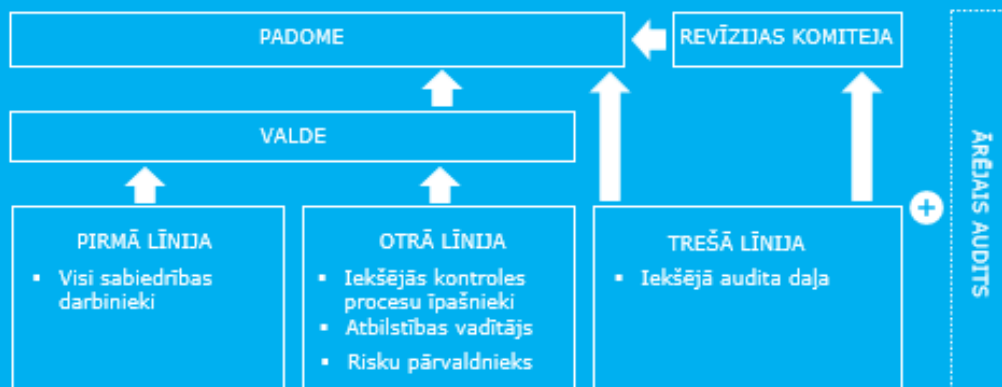 PADOME
REVĪZIJAS KOMITEJA
VALDE
PIRMĀ LĪNIJA
▪ Visi sabiedrības
darbinieki
OTRĀ LĪNIJA
▪ Iekšējās kontroles
procesu īpašnieki
▪ Atbilstības vadītājs
▪ Risku pārvaldnieks
TREŠĀ LĪNIJA
▪ Iekšējā audita daļa
+
ĀRĒJAIS AUDITS